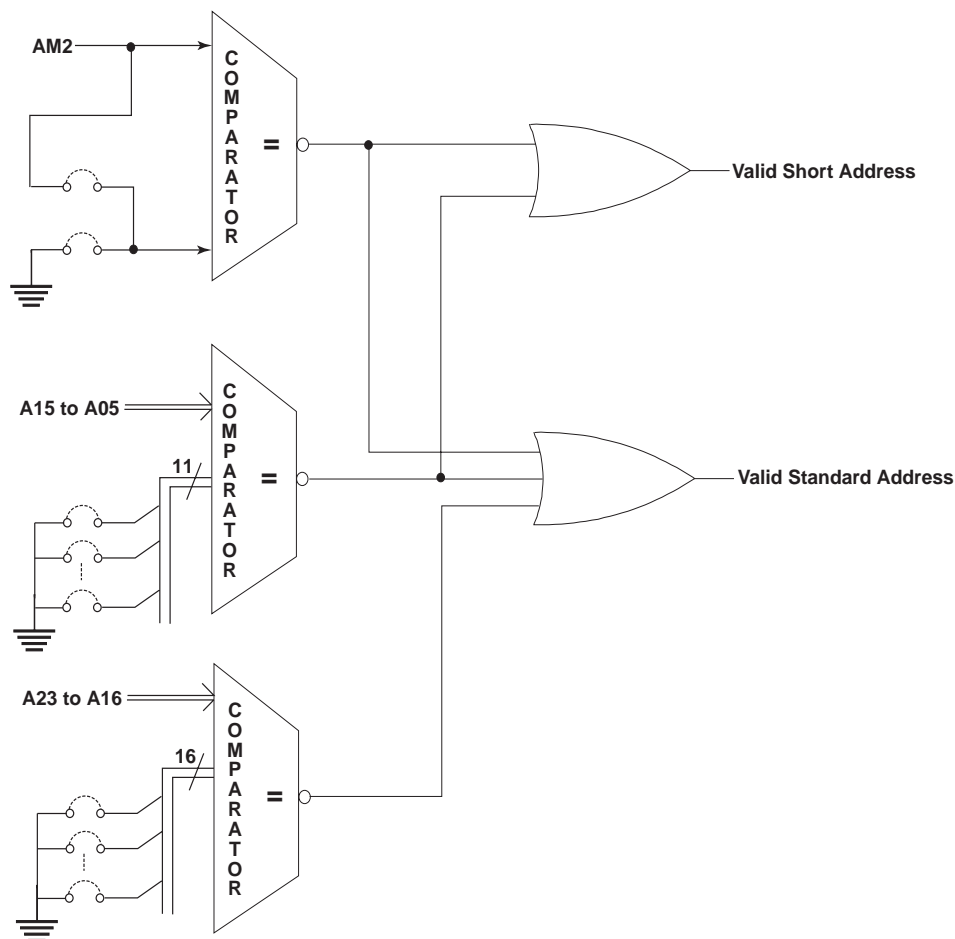 AM2
COMPARATOR
=
Valid Short Address
A15 to A05
11
COMPARATOR
=
Valid Standard Address
A23 to A16
16
COMPARATOR
=